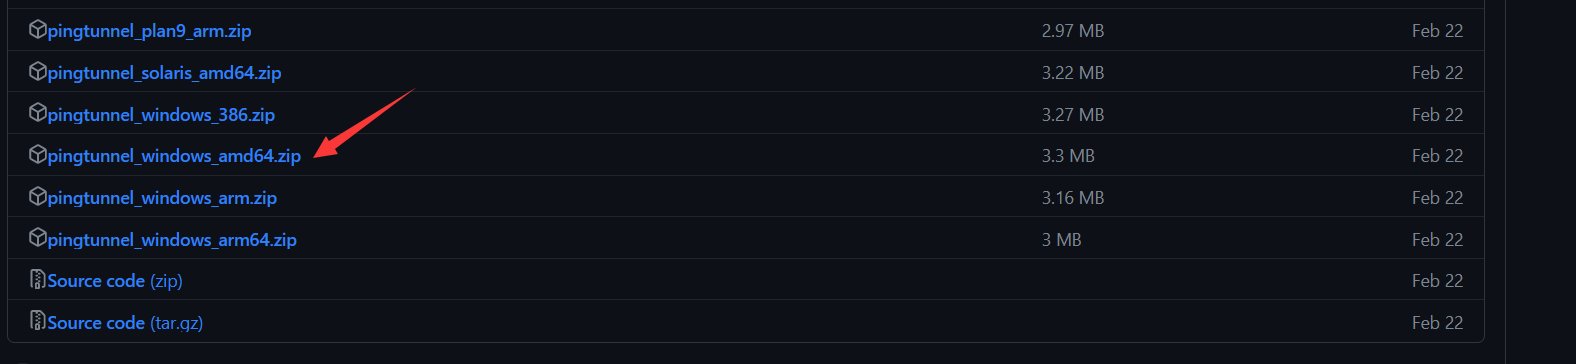 pingtunnel_plan9_arm.zip 2.97 MB Feb 22
pingtunnel_solaris_amd64.zip 3.22 MB Feb 22
pingtunnel_windows_386.zip 3.27 MB Feb 22
pingtunnel_windows_amd64.zip 3.3 MB Feb 22
pingtunnel_windows_arm.zip 3.16 MB Feb 22
pingtunnel_windows_arm64.zip 3 MB Feb 22
Source code (zip) Feb 22
Source code (tar.gz) Feb 22